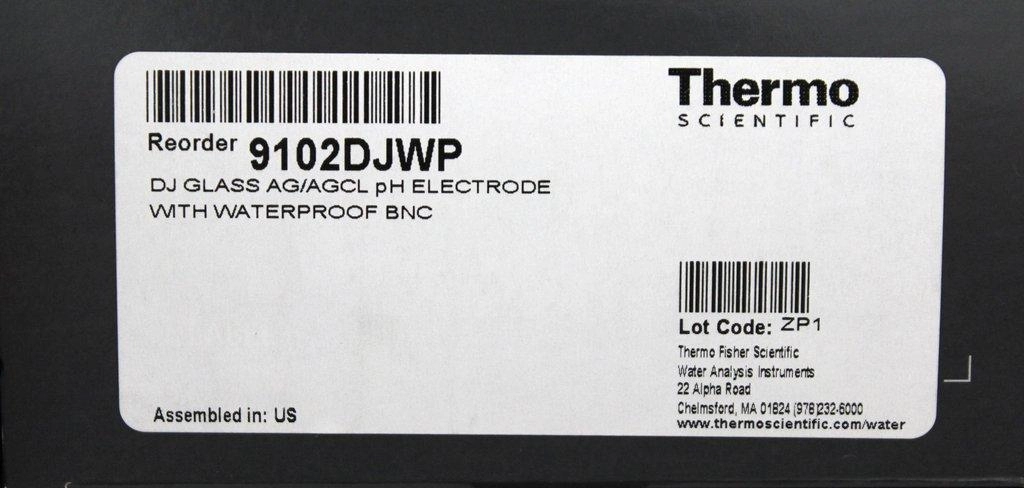 Thermo
SCIENTIFIC
Reorder 9102DJWP
DJ GLASS AG/AGCL pH ELECTRODE
WITH WATERPROOF BNC
Lot Code: ZP1
Thermo Fisher Scientific
Water Analysis Instruments
22 Alpha Road
Chelmsford, MA 01824 (978)232-6000
www.thermoscientific.com/water
Assembled in: US